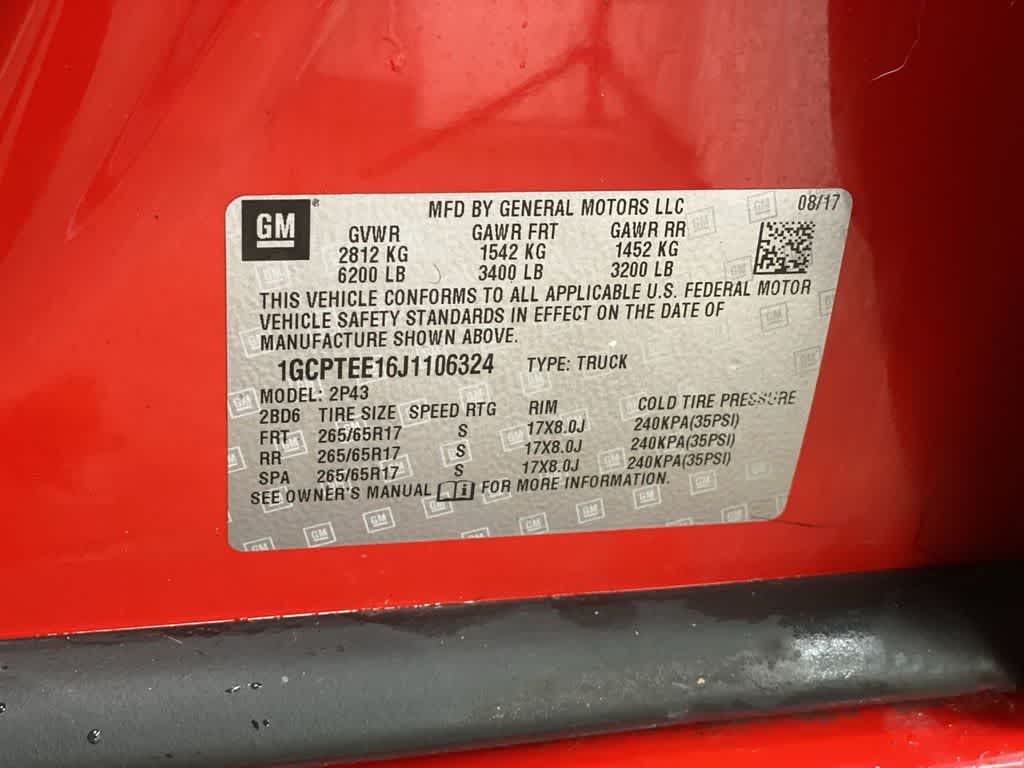 GM
MFD BY GENERAL MOTORS LLC 08/17
GVWR GAWR FRT GAWR RR
2812 KG 1542 KG 1452 KG
6200 LB 3400 LB 3200 LB
THIS VEHICLE CONFORMS TO ALL APPLICABLE U.S. FEDERAL MOTOR
VEHICLE SAFETY STANDARDS IN EFFECT ON THE DATE OF
MANUFACTURE SHOWN ABOVE.
1GCPTEE16J1106324 TYPE: TRUCK
MODEL: 2P43
2BD6 TIRE SIZE SPEED RTG RIM COLD TIRE PRESSURE
FRT 265/65R17 S 17X8.0J 240KPA(35PSI)
RR 265/65R17 S 17X8.0J 240KPA(35PSI)
SPA 265/65R17 S 17X8.0J 240KPA(35PSI)
SEE OWNER'S MANUAL FOR MORE INFORMATION.